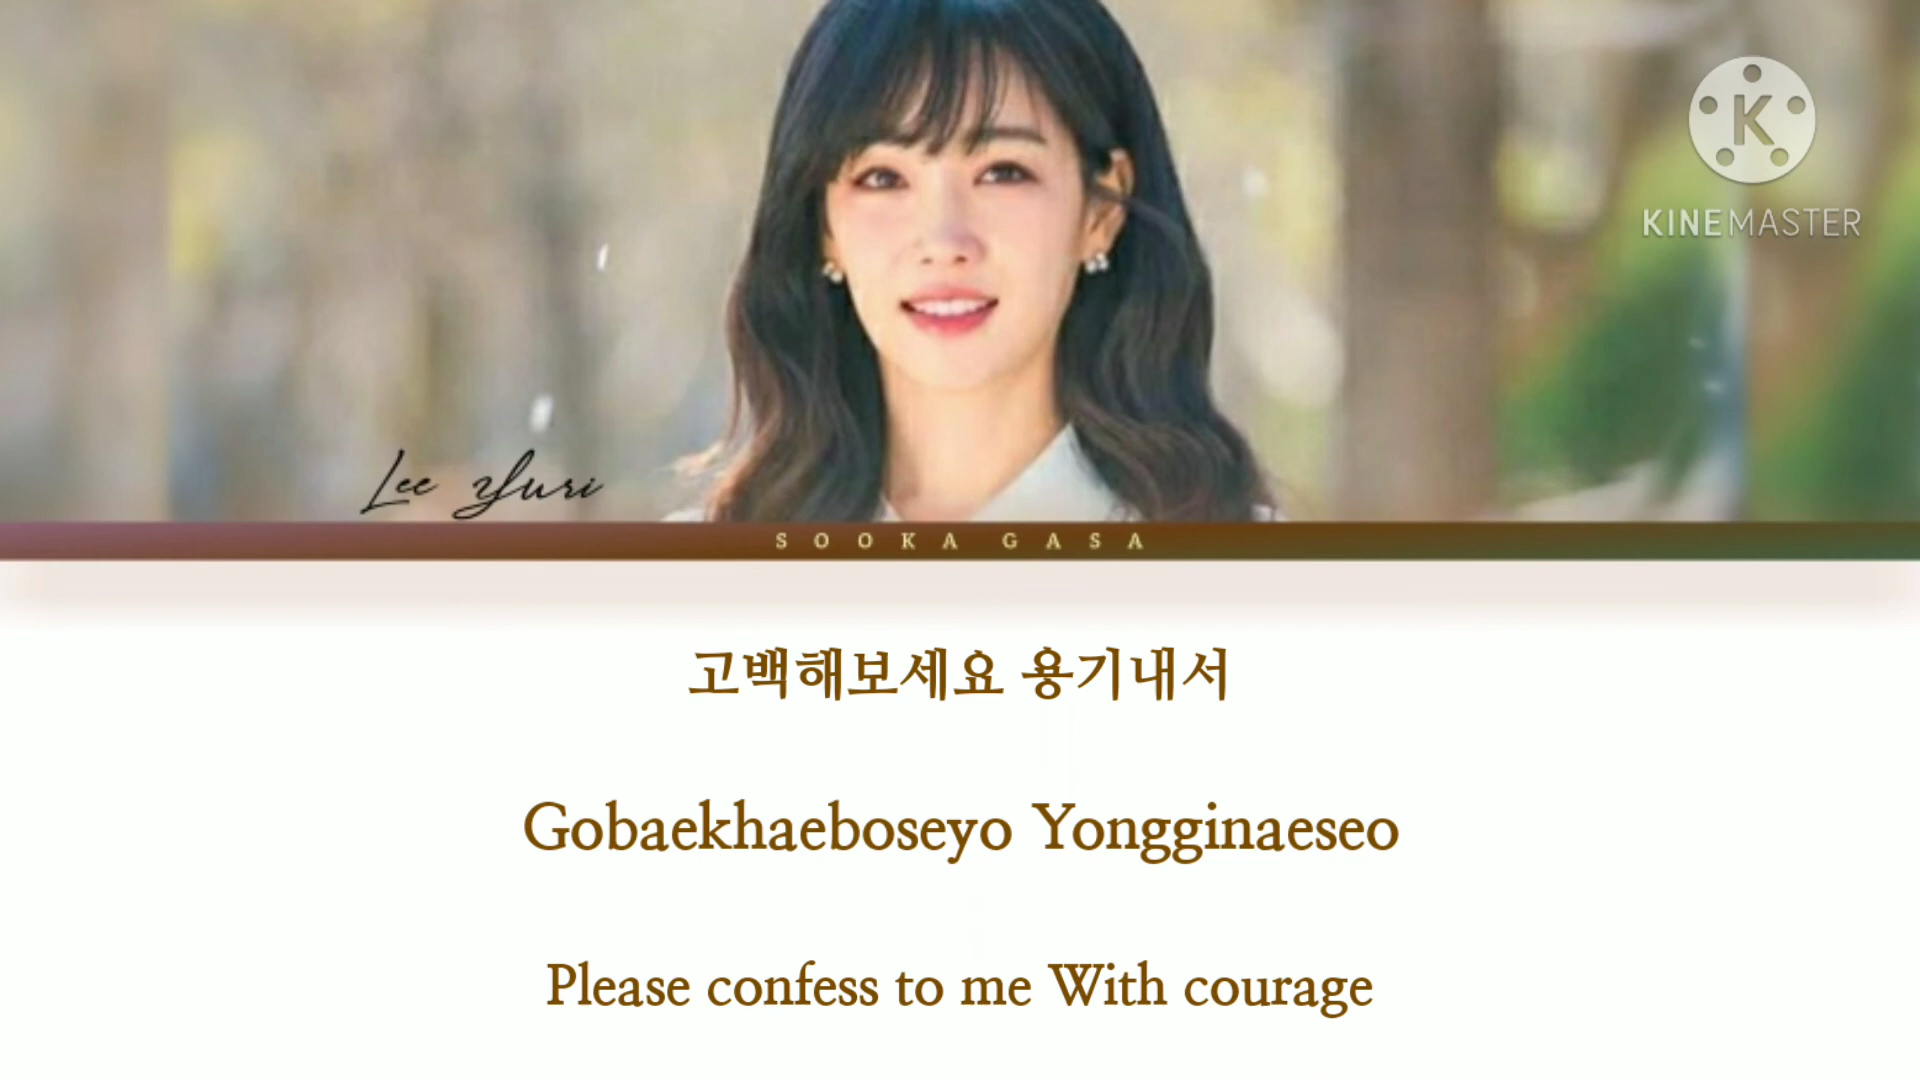 K
KINEMASTER
Lee Yuri
SOOKA GASA
고백해보세요 용기내서
Gobaekhaeboseyo Yongginaeseo
Please confess to me With courage